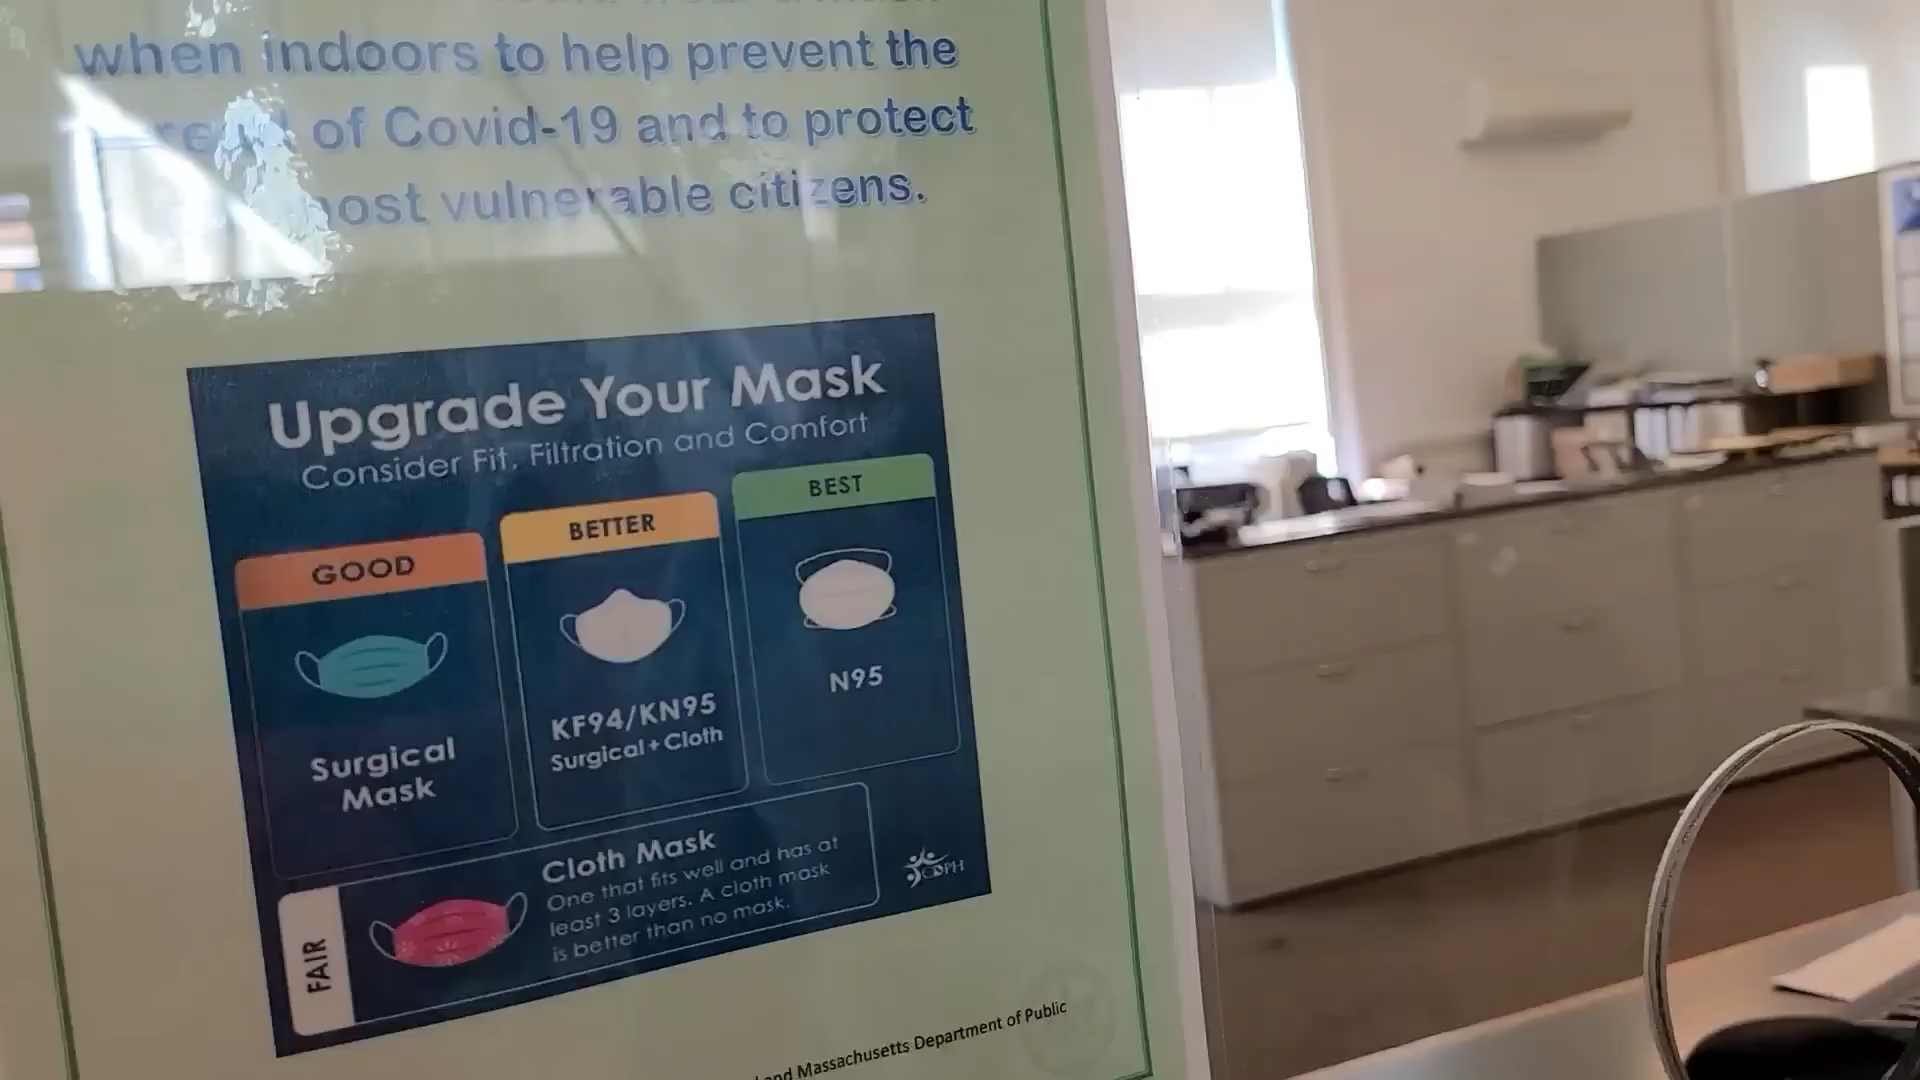 when indoors to help prevent the
of Covid-19 and to protect
vulnerable citizens.
Upgrade Your Mask
Consider Fit, Filtration and Comfort
GOOD
BETTER
BEST
Surgical
Mask
KF94/KN95
Surgical + Cloth
N95
FAIR
Cloth Mask
One that fits well and has at
least 3 layers. A cloth mask
is better than no mask.
CDPH
and Massachusetts Department of Public